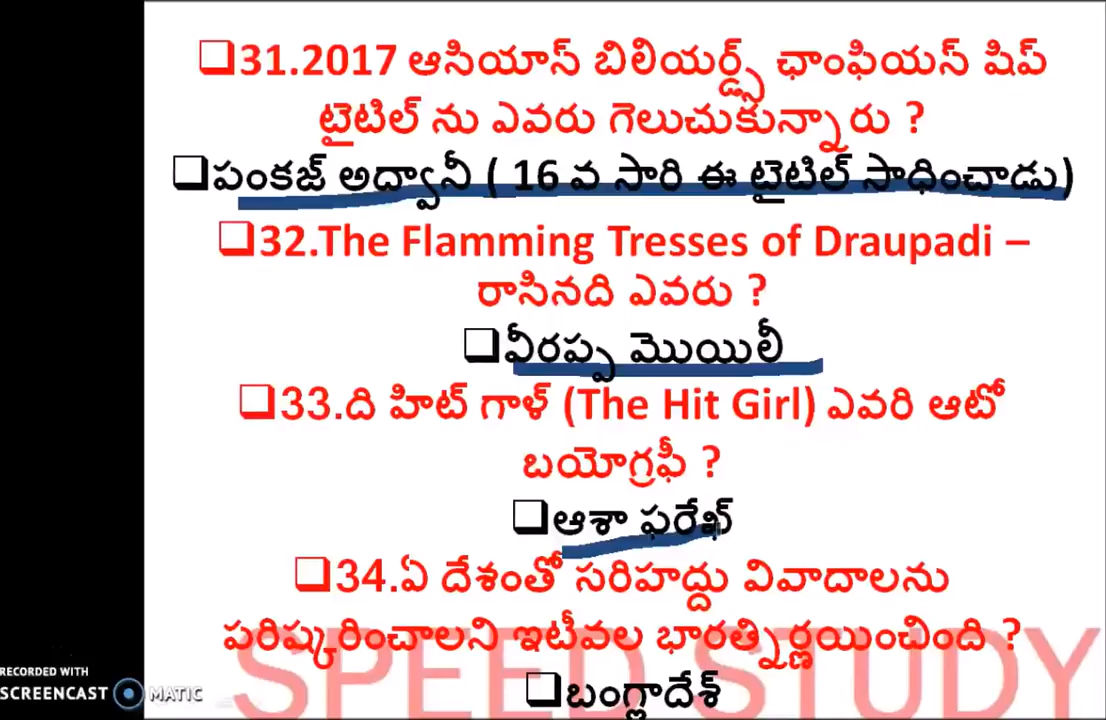 ❑31.2017 ఆసియాస్ బిలియర్డ్స్ ఛాంఫియస్ షిప్
టైటిల్ ను ఎవరు గెలుచుకున్నారు ?
❑పంకజ్ అద్వానీ ( 16 వ సారి ఈ టైటిల్ సాధించాడు)
❑32.The Flamming Tresses of Draupadi –
రాసినది ఎవరు ?
❑వీరప్ప మొయిలీ
❑33.ది హిట్ గాళ్ (The Hit Girl) ఎవరి ఆటో
బయోగ్రఫీ ?
❑ఆశా ఫరేఖ్
❑34.ఏ దేశంతో సరిహద్దు వివాదాలను
పరిష్కరించాలని ఇటీవల భారత్నిర్ణయించింది ?
❑బంగ్లాదేశ్
SPEED STUDY
RECORDED WITH
SCREENCAST MATIC